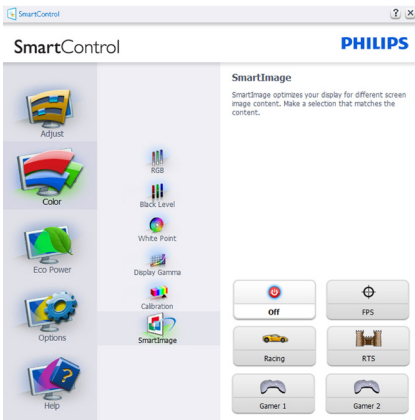 SmartControl
SmartControl
PHILIPS
Adjust
Color
Eco Power
Options
Help
RGB
Black Level
White Point
Display Gamma
Calibration
SmartImage
SmartImage
SmartImage optimizes your display for different screen
image content. Make a selection that matches the
content.
Off
FPS
Racing
RTS
Gamer 1
Gamer 2